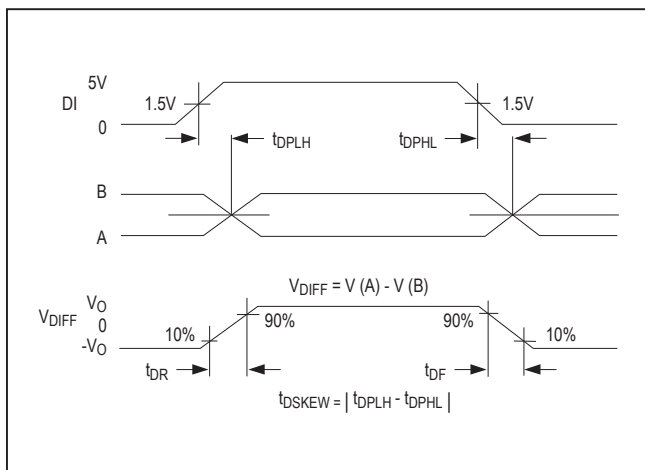 5V
DI
1.5V
1.5V
0
tDPLH
tDPHL
B
A
VDIFF = V (A) - V (B)
VO
VDIFF
0
-VO
10%
90%
90%
10%
tDR
tDF
tDSKEW = | tDPLH - tDPHL |